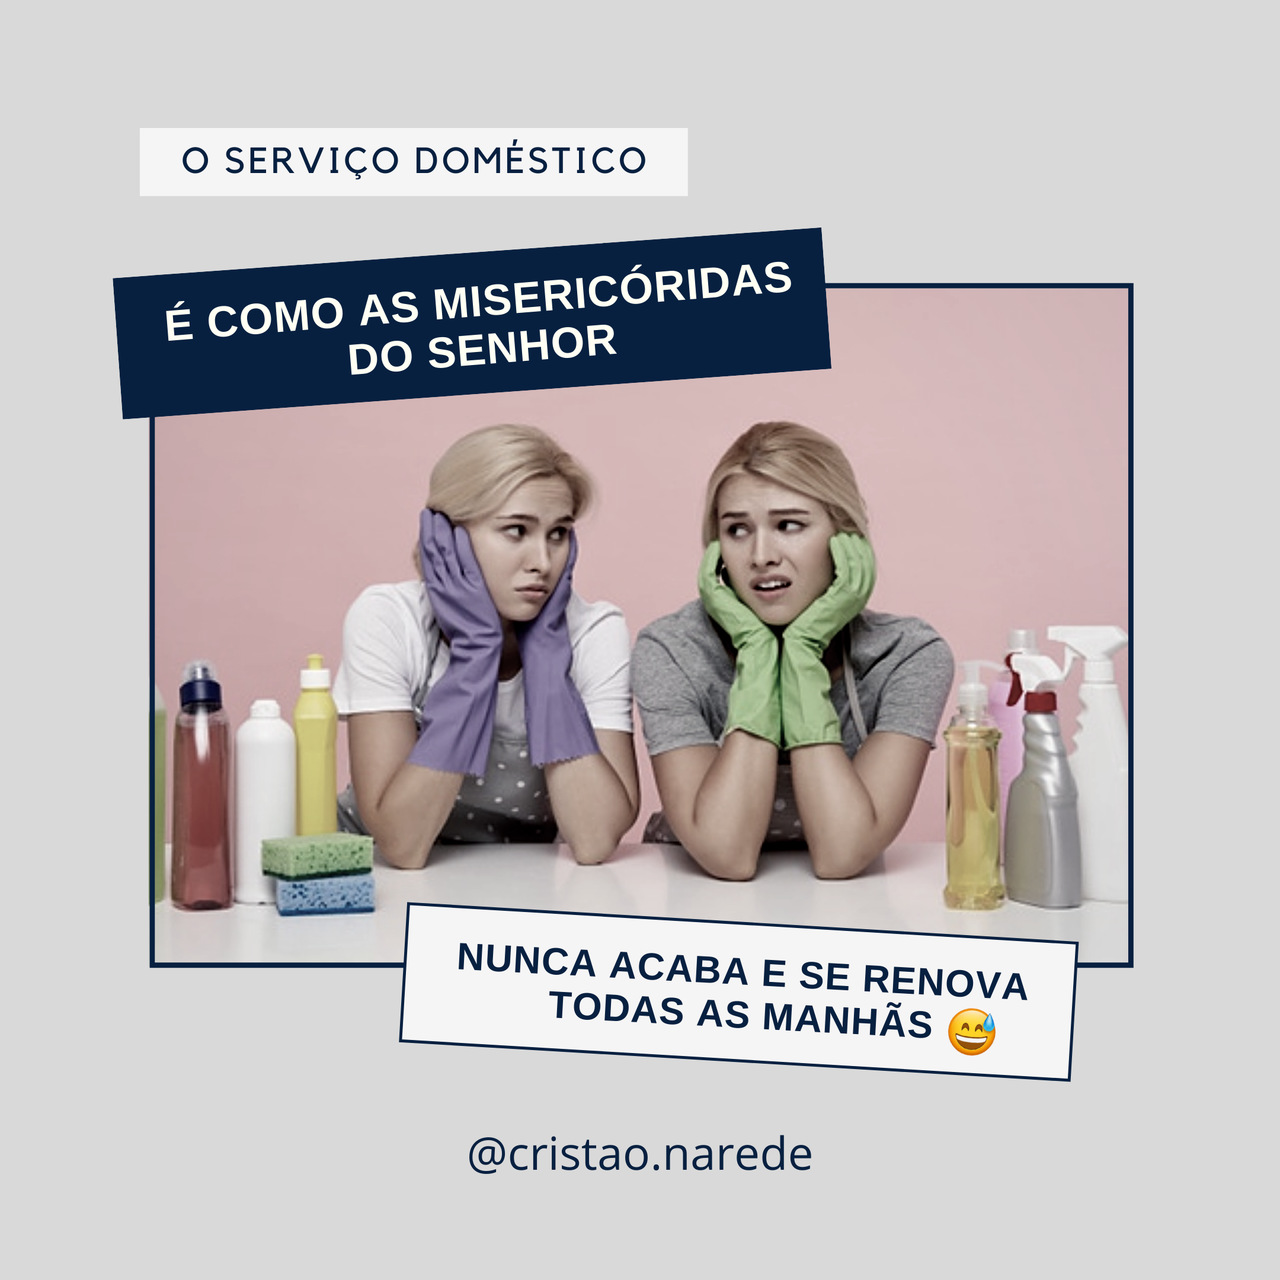 O SERVIÇO DOMÉSTICO
É COMO AS MISERICÓRIDAS
DO SENHOR
NUNCA ACABA E SE RENOVA
TODAS AS MANHÃS 😅
@cristao.narede